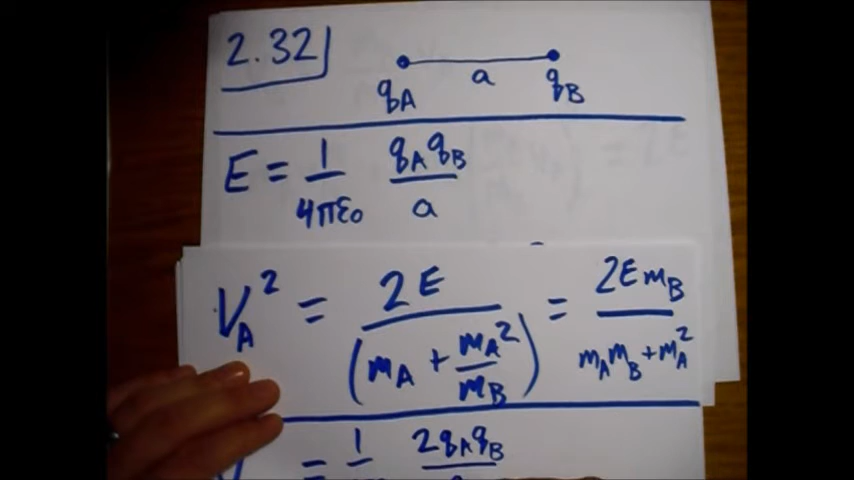 2.32
q_A a q_B
E = 1/4πε₀ q_A q_B/a
V_A² = 2E/(m_A + m_A²/m_B) = 2E m_B/m_A m_B + m_A²
= 1 2q_A q_B